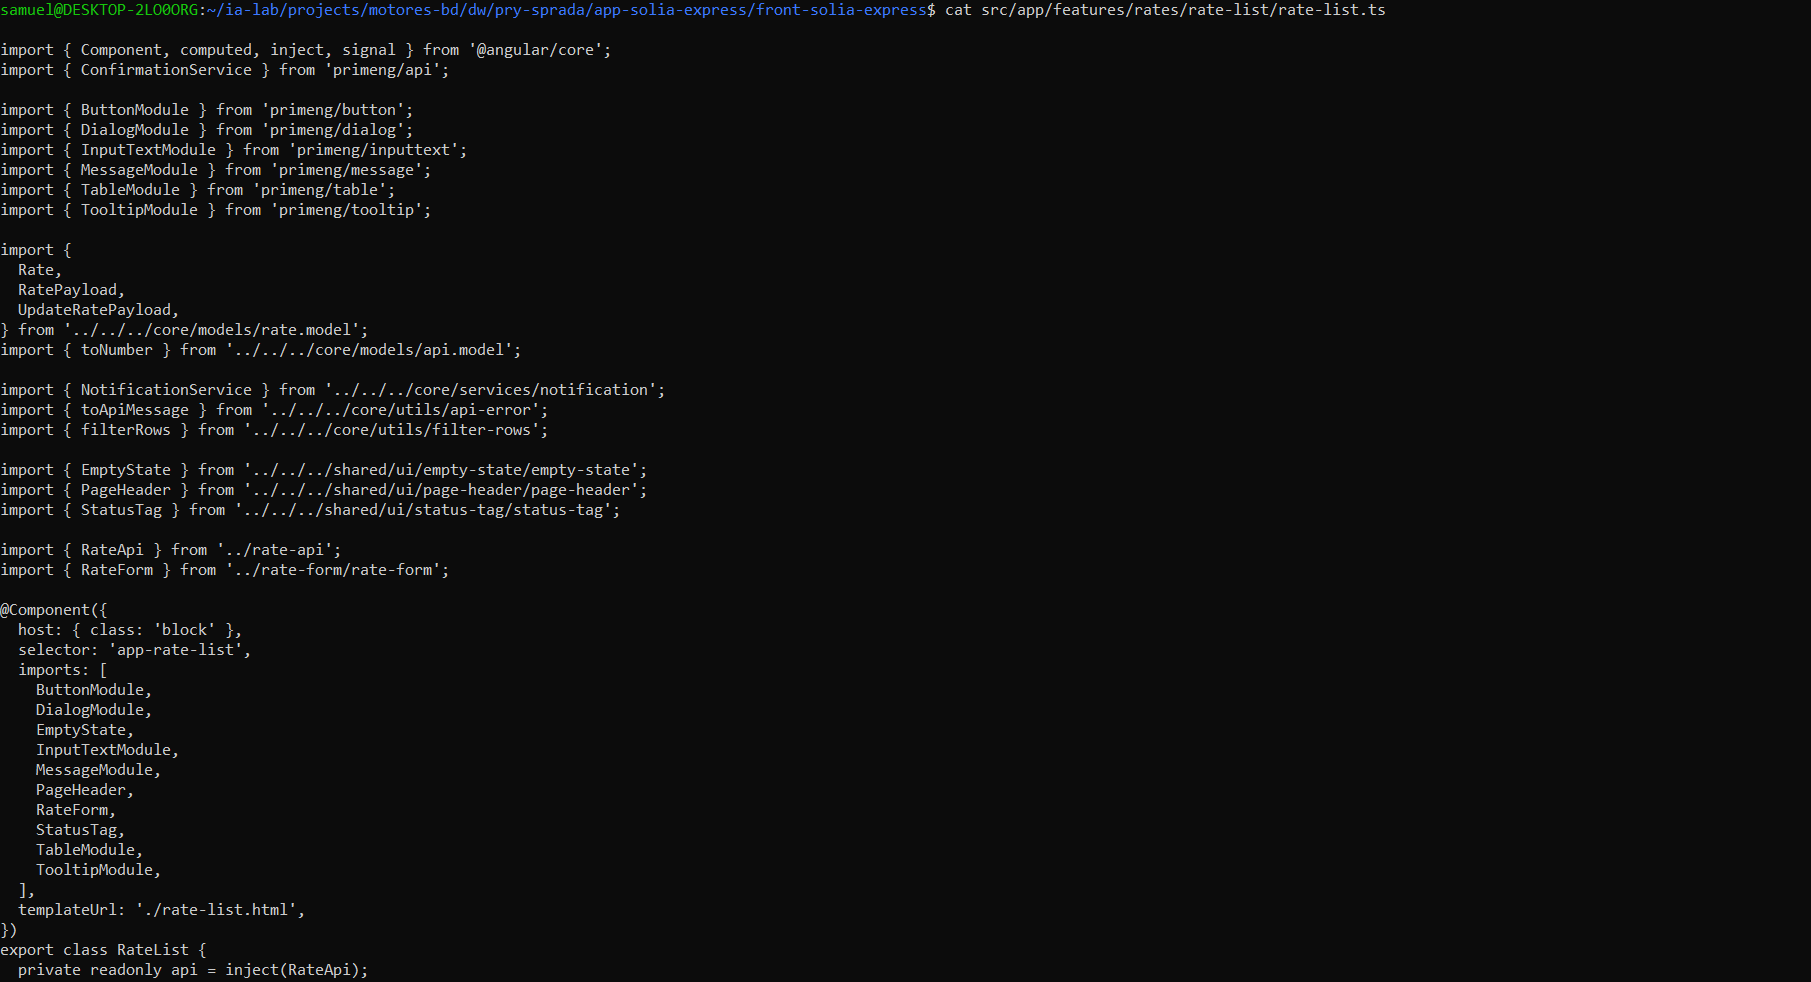 samuel@DESKTOP-2LO0ORG:~/ia-lab/projects/motores-bd/dw/pry-sprada/app-solia-express/front-solia-express$ cat src/app/features/rates/rate-list/rate-list.ts

import { Component, computed, inject, signal } from '@angular/core';
import { ConfirmationService } from 'primeng/api';

import { ButtonModule } from 'primeng/button';
import { DialogModule } from 'primeng/dialog';
import { InputTextModule } from 'primeng/inputtext';
import { MessageModule } from 'primeng/message';
import { TableModule } from 'primeng/table';
import { TooltipModule } from 'primeng/tooltip';

import {
  Rate,
  RatePayload,
  UpdateRatePayload,
} from '../../../core/models/rate.model';
import { toNumber } from '../../../core/models/api.model';

import { NotificationService } from '../../../core/services/notification';
import { toApiMessage } from '../../../core/utils/api-error';
import { filterRows } from '../../../core/utils/filter-rows';

import { EmptyState } from '../../../shared/ui/empty-state/empty-state';
import { PageHeader } from '../../../shared/ui/page-header/page-header';
import { StatusTag } from '../../../shared/ui/status-tag/status-tag';

import { RateApi } from '../rate-api';
import { RateForm } from '../rate-form/rate-form';

@Component({
  host: { class: 'block' },
  selector: 'app-rate-list',
  imports: [
    ButtonModule,
    DialogModule,
    EmptyState,
    InputTextModule,
    MessageModule,
    PageHeader,
    RateForm,
    StatusTag,
    TableModule,
    TooltipModule,
  ],
  templateUrl: './rate-list.html',
})
export class RateList {
  private readonly api = inject(RateApi);